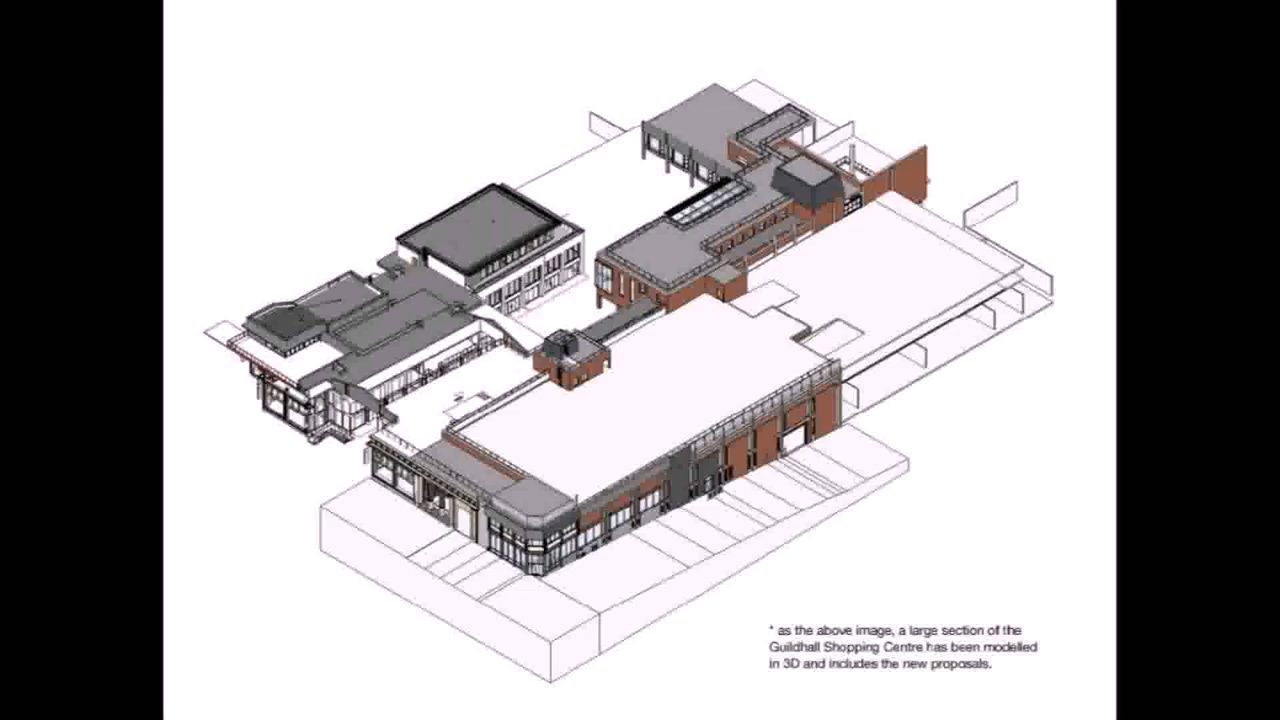 * as the above image, a large section of the
Guildhall Shopping Centre has been modelled
in 3D and includes the new proposals.